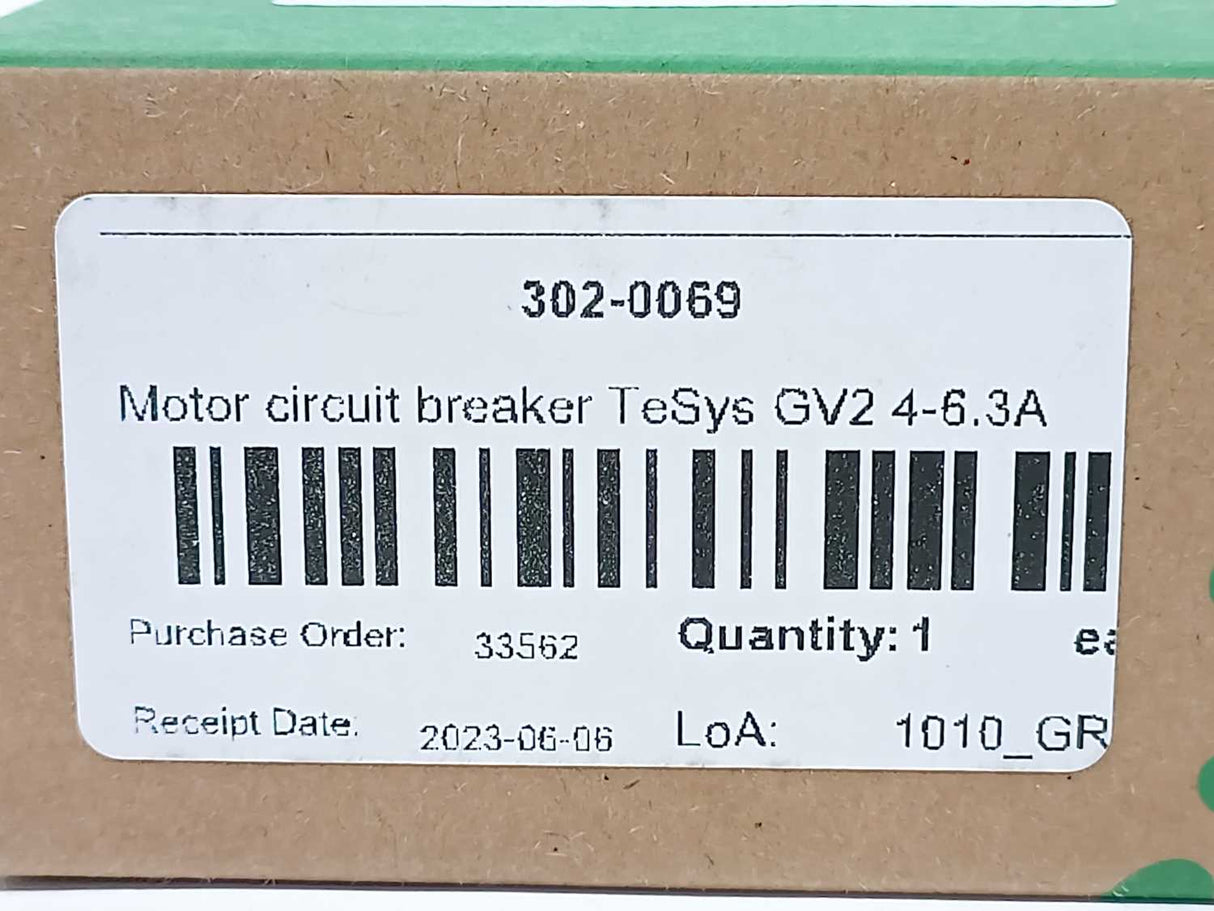 302-0069
Motor circuit breaker TeSys GV2 4-6.3A
Purchase Order: 33562 Quantity: 1 ea
Receipt Date: 2023-06-06 LoA: 1010_GR